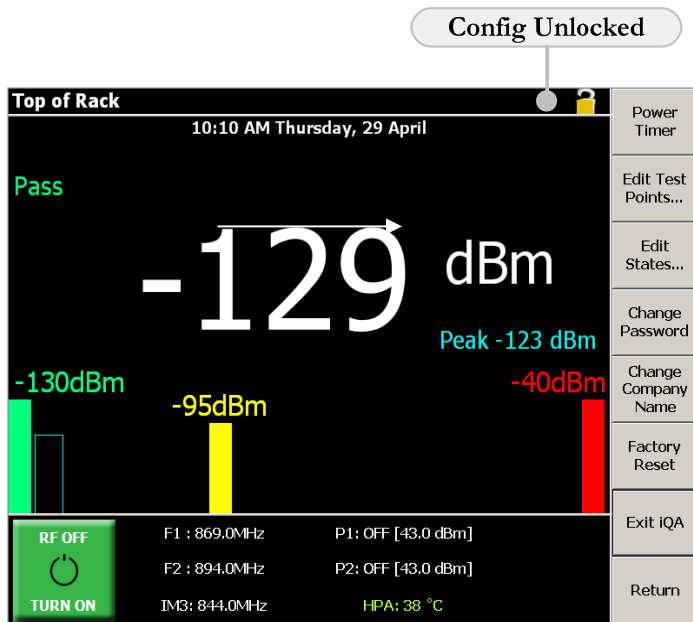 Config Unlocked
Top of Rack
10:10 AM Thursday, 29 April
Pass
-129 dBm
Peak -123 dBm
-130dBm
-95dBm
-40dBm
RF OFF
TURN ON
F1 : 869.0MHz
P1: OFF [43.0 dBm]
F2 : 894.0MHz
P2: OFF [43.0 dBm]
IM3: 844.0MHz
HPA: 38 °C
Power
Timer
Edit Test
Points...
Edit
States...
Change
Password
Change
Company
Name
Factory
Reset
Exit iQA
Return